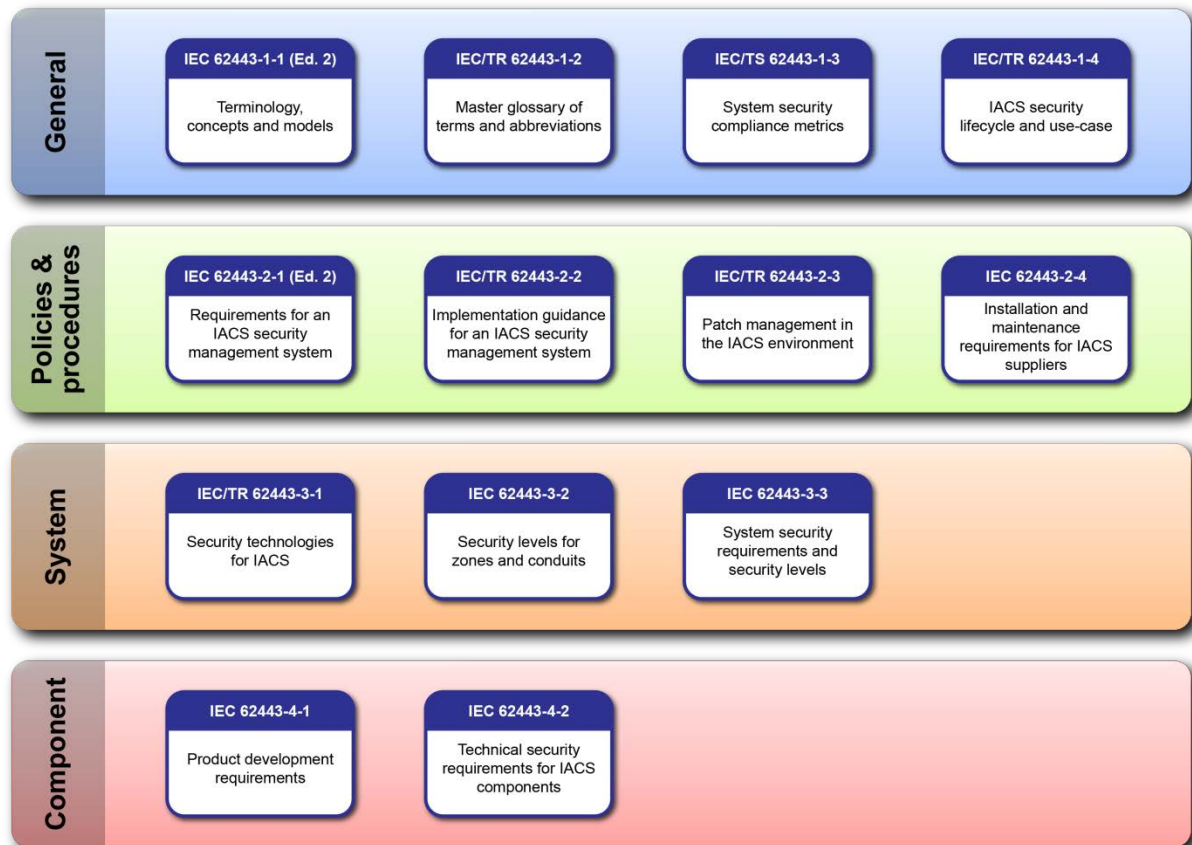 General
IEC 62443-1-1 (Ed. 2)
Terminology,
concepts and models
IEC/TR 62443-1-2
Master glossary of
terms and abbreviations
IEC/TS 62443-1-3
System security
compliance metrics
IEC/TR 62443-1-4
IACS security
lifecycle and use-case
Policies &
procedures
IEC 62443-2-1 (Ed. 2)
Requirements for an
IACS security
management system
IEC/TR 62443-2-2
Implementation guidance
for an IACS security
management system
IEC/TR 62443-2-3
Patch management in
the IACS environment
IEC 62443-2-4
Installation and
maintenance
requirements for IACS
suppliers
System
IEC/TR 62443-3-1
Security technologies
for IACS
IEC 62443-3-2
Security levels for
zones and conduits
IEC 62443-3-3
System security
requirements and
security levels
Component
IEC 62443-4-1
Product development
requirements
IEC 62443-4-2
Technical security
requirements for IACS
components